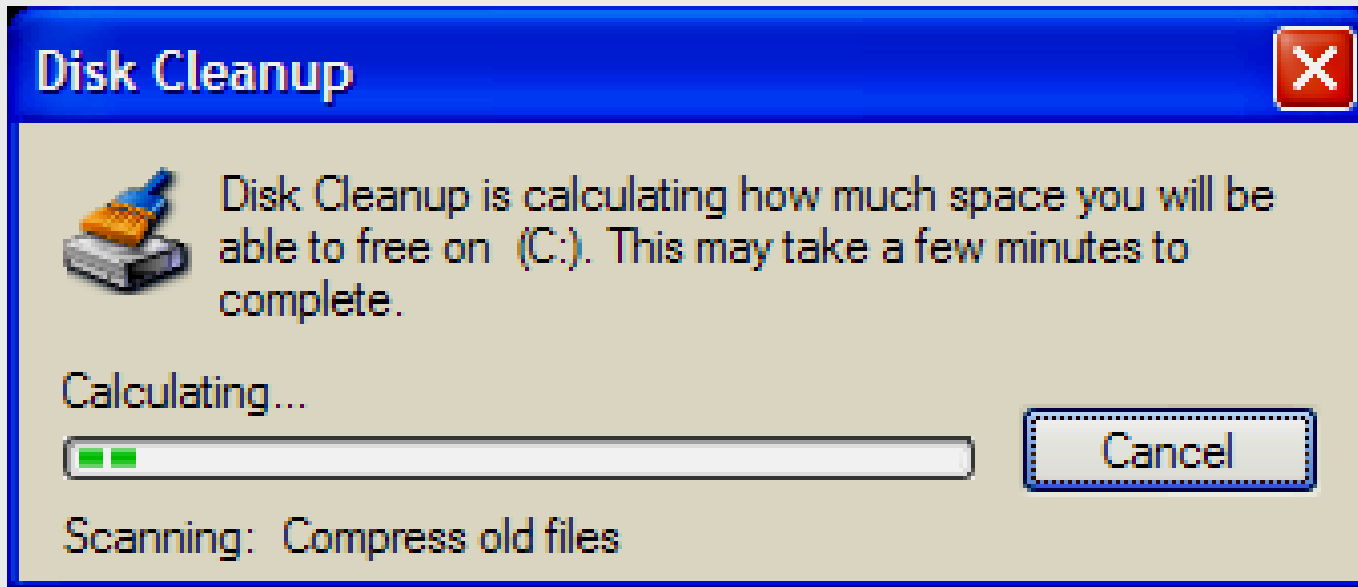 Disk Cleanup
Disk Cleanup is calculating how much space you will be
able to free on  (C:). This may take a few minutes to
complete.
Calculating...
Cancel
Scanning:  Compress old files